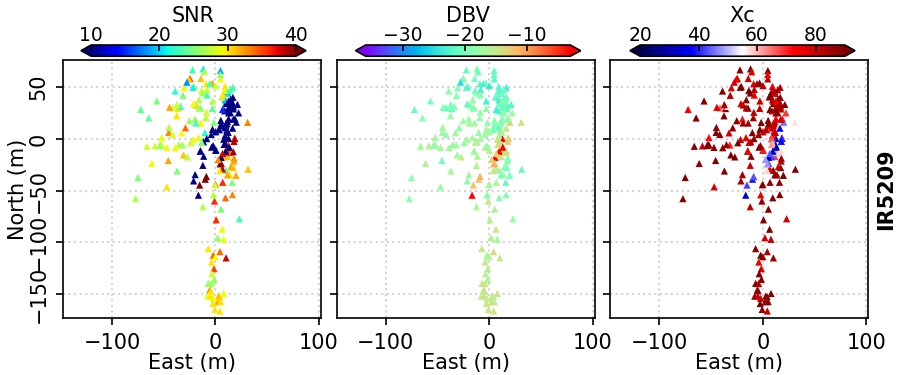 SNR DBV Xc
10 20 30 40 −30 −20 −10 20 40 60 80
50
0
−50
−100
−150
North (m)
IR5209
−100 0 100 −100 0 100 −100 0 100
East (m) East (m) East (m)